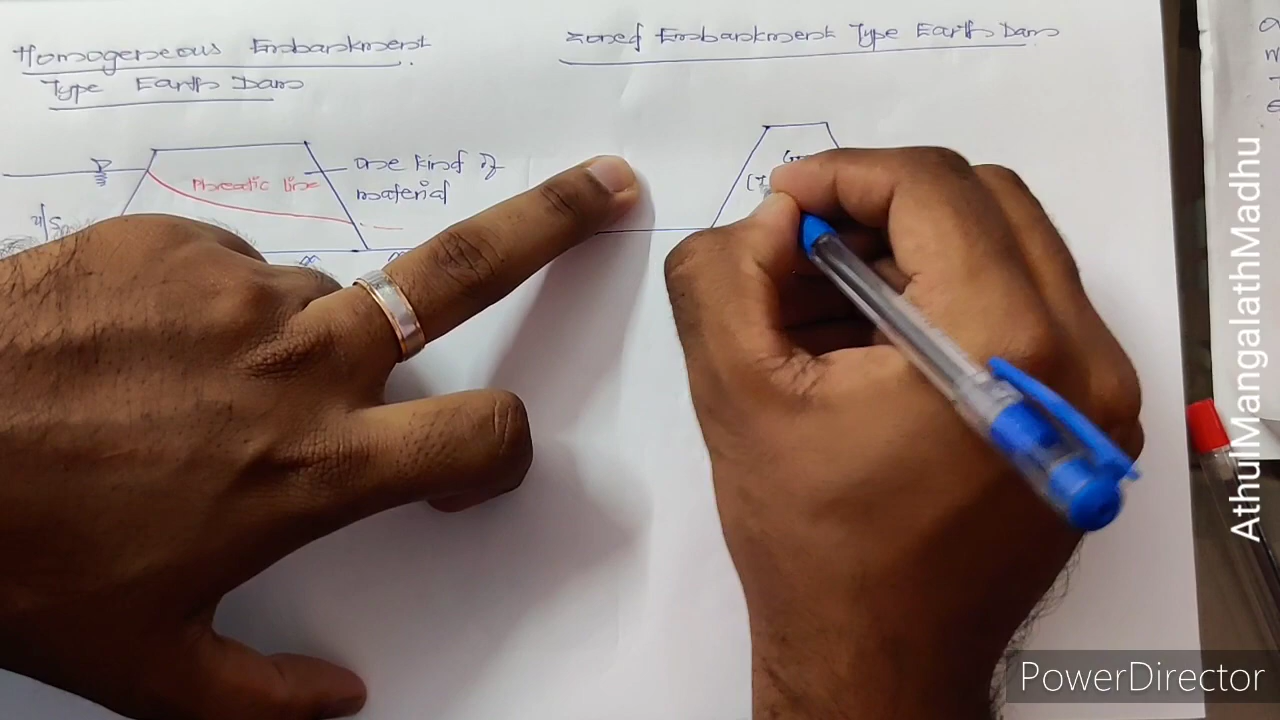 Homogeneous Embankment
Type Earth Dam
Zoned Embankment Type Earth Dam
one kind of
material
Phreatic line
u/s
AthulMangalathMadhu
PowerDirector